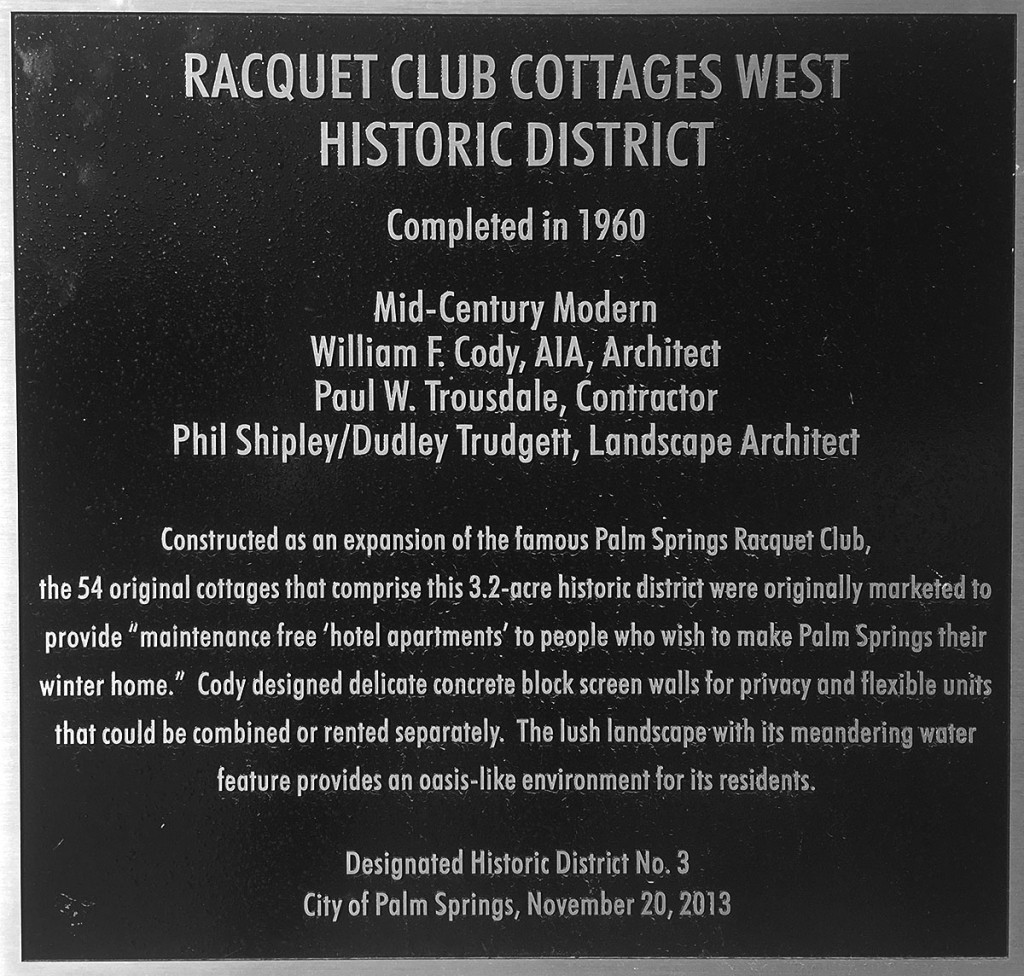 RACQUET CLUB COTTAGES WEST
HISTORIC DISTRICT
Completed in 1960
Mid-Century Modern
William F. Cody, AIA, Architect
Paul W. Trousdale, Contractor
Phil Shipley/Dudley Trudgett, Landscape Architect
Constructed as an expansion of the famous Palm Springs Racquet Club,
the 54 original cottages that comprise this 3.2-acre historic district were originally marketed to
provide “maintenance free ‘hotel apartments’ to people who wish to make Palm Springs their
winter home.” Cody designed delicate concrete block screen walls for privacy and flexible units
that could be combined or rented separately. The lush landscape with its meandering water
feature provides an oasis-like environment for its residents.
Designated Historic District No. 3
City of Palm Springs, November 20, 2013